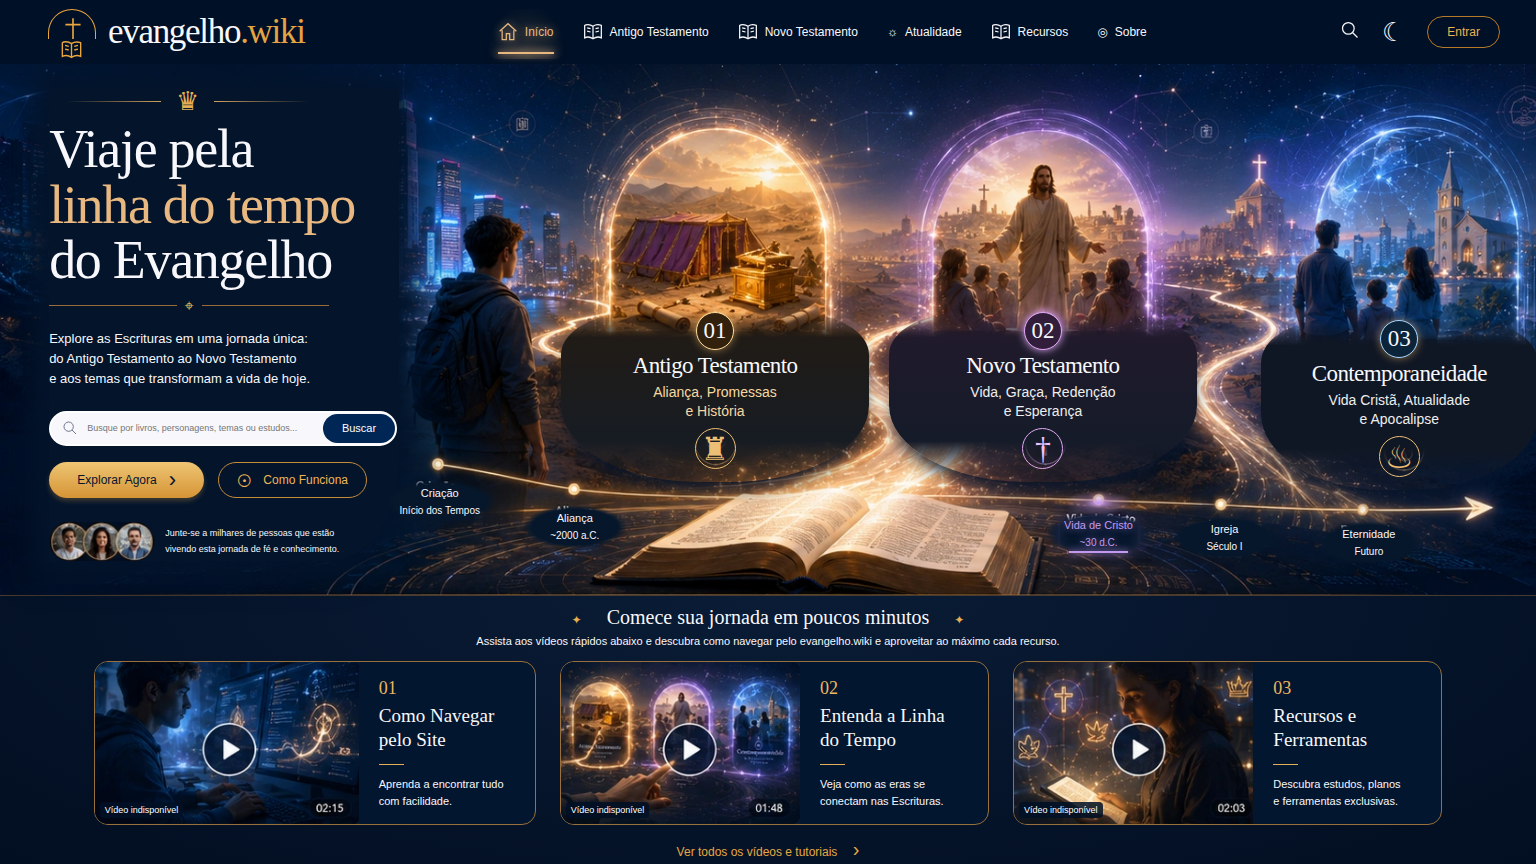 evangelho.wiki
Início
Antigo Testamento
Novo Testamento
Atualidade
Recursos
Sobre
Entrar
Viaje pela
linha do tempo
do Evangelho
Explore as Escrituras em uma jornada única:
do Antigo Testamento ao Novo Testamento
e aos temas que transformam a vida de hoje.
Busque por livros, personagens, temas ou estudos...
Buscar
Explorar Agora
Como Funciona
Junte-se a milhares de pessoas que estão
vivendo esta jornada de fé e conhecimento.
01
Antigo Testamento
Aliança, Promessas
e História
02
Novo Testamento
Vida, Graça, Redenção
e Esperança
03
Contemporaneidade
Vida Cristã, Atualidade
e Apocalipse
Criação
Início dos Tempos
Aliança
~2000 a.C.
Vida de Cristo
~30 d.C.
Igreja
Século I
Eternidade
Futuro
Comece sua jornada em poucos minutos
Assista aos vídeos rápidos abaixo e descubra como navegar pelo evangelho.wiki e aproveitar ao máximo cada recurso.
Vídeo indisponível
02:15
01
Como Navegar
pelo Site
Aprenda a encontrar tudo
com facilidade.
Vídeo indisponível
01:48
02
Entenda a Linha
do Tempo
Veja como as eras se
conectam nas Escrituras.
Vídeo indisponível
02:03
03
Recursos e
Ferramentas
Descubra estudos, planos
e ferramentas exclusivas.
Ver todos os vídeos e tutoriais